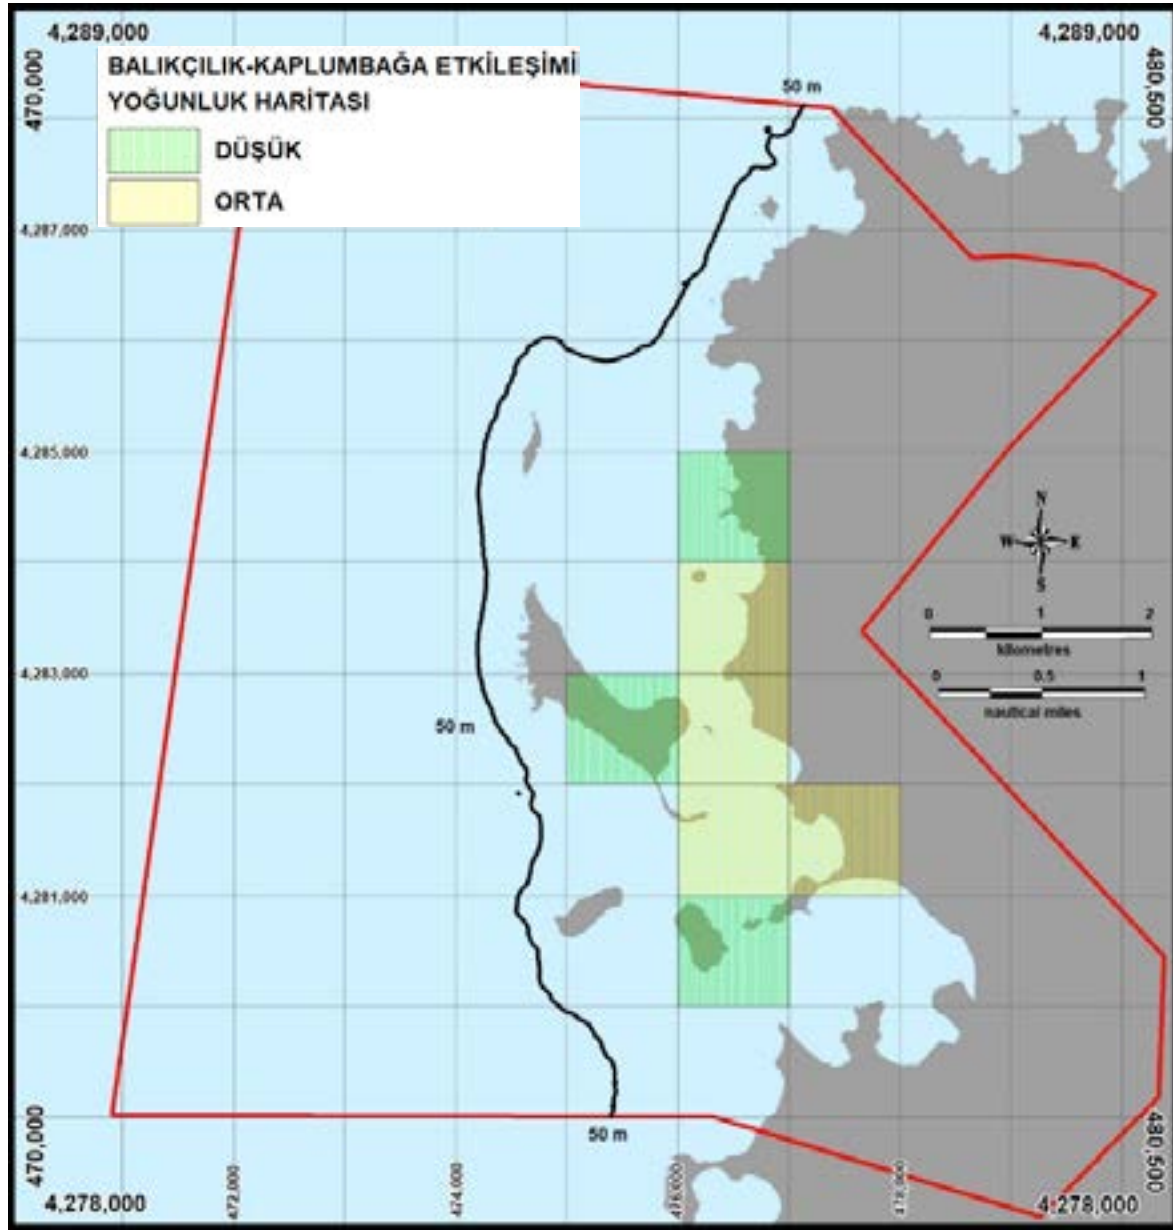 4,289,000
4,289,000
470,000
480,500
BALIKÇILIK-KAPLUMBAĞA ETKİLEŞİMİ
YOĞUNLUK HARİTASI
DÜŞÜK
ORTA
50 m
4,287,000
4,285,000
N
W E
S
0 1 2
kilometres
4,283,000
0 0.5 1
nautical miles
50 m
4,281,000
50 m
470,000
472,000
474,000
476,000
478,000
480,500
4,278,000
4,278,000